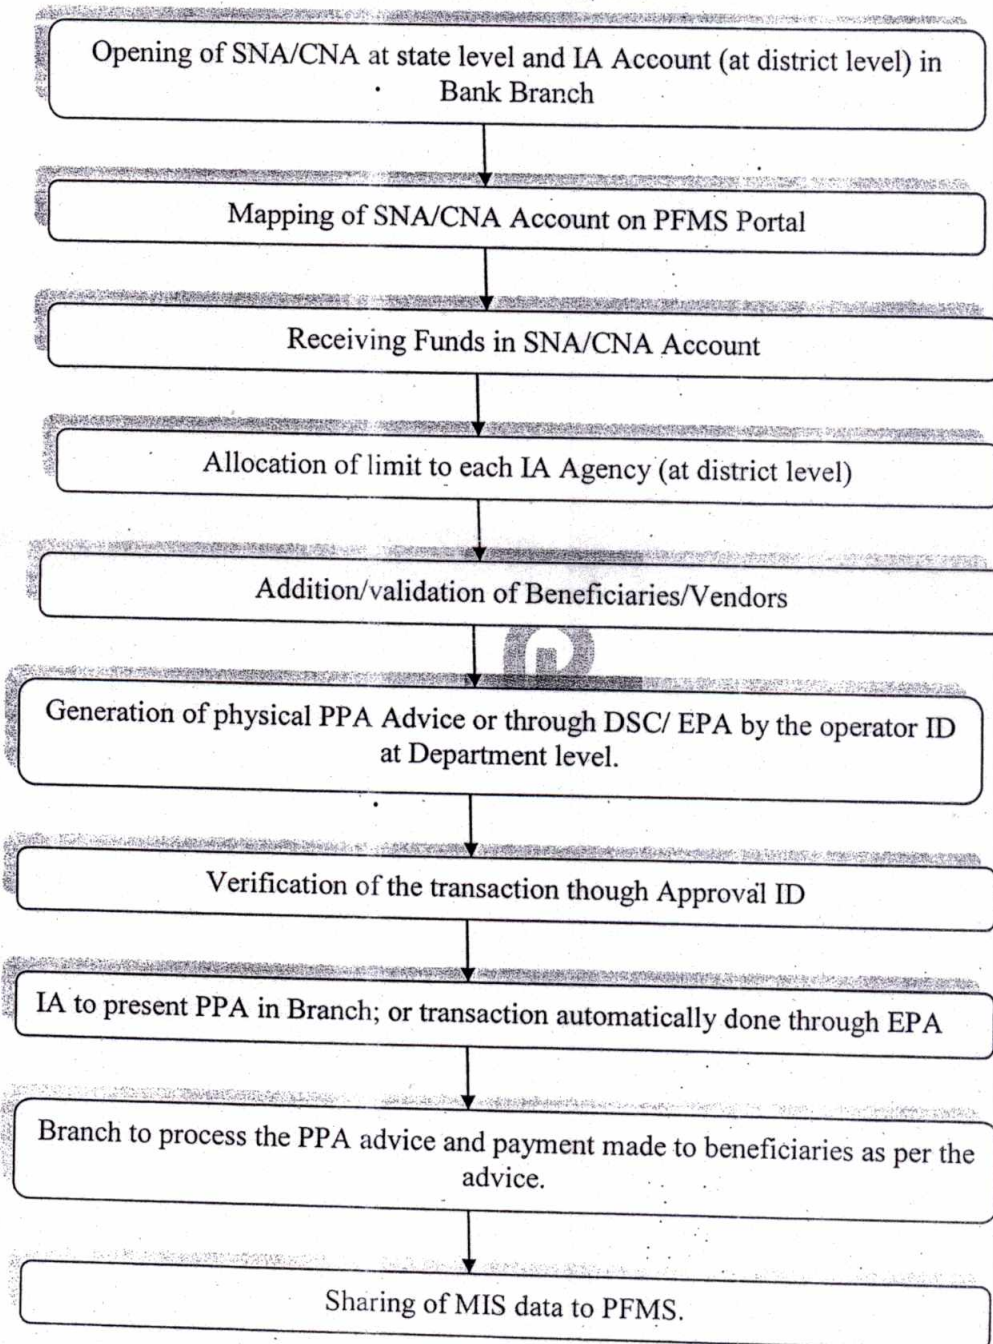 Opening of SNA/CNA at state level and IA Account (at district level) in
Bank Branch
Mapping of SNA/CNA Account on PFMS Portal
Receiving Funds in SNA/CNA Account
Allocation of limit to each IA Agency (at district level)
Addition/validation of Beneficiaries/Vendors
Generation of physical PPA Advice or through DSC/ EPA by the operator ID
at Department level.
Verification of the transaction though Approval ID
IA to present PPA in Branch; or transaction automatically done through EPA
Branch to process the PPA advice and payment made to beneficiaries as per the
advice.
Sharing of MIS data to PFMS.